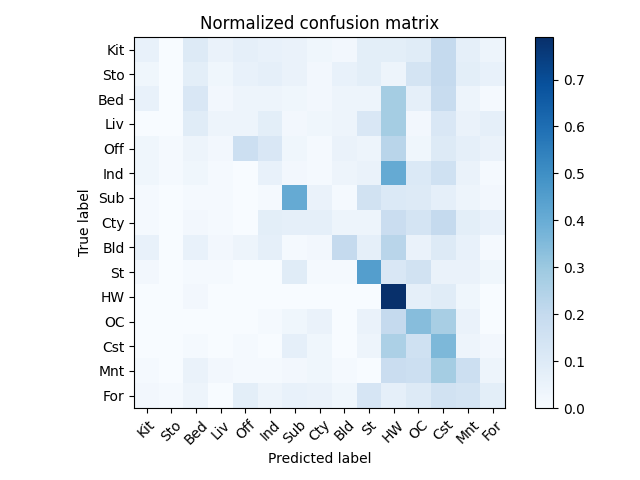 Normalized confusion matrix
Kit
Sto
Bed
Liv
Off
Ind
Sub
Cty
Bld
St
HW
OC
Cst
Mnt
For
True label
Kit Sto Bed Liv Off Ind Sub Cty Bld St HW OC Cst Mnt For
Predicted label
0.7
0.6
0.5
0.4
0.3
0.2
0.1
0.0